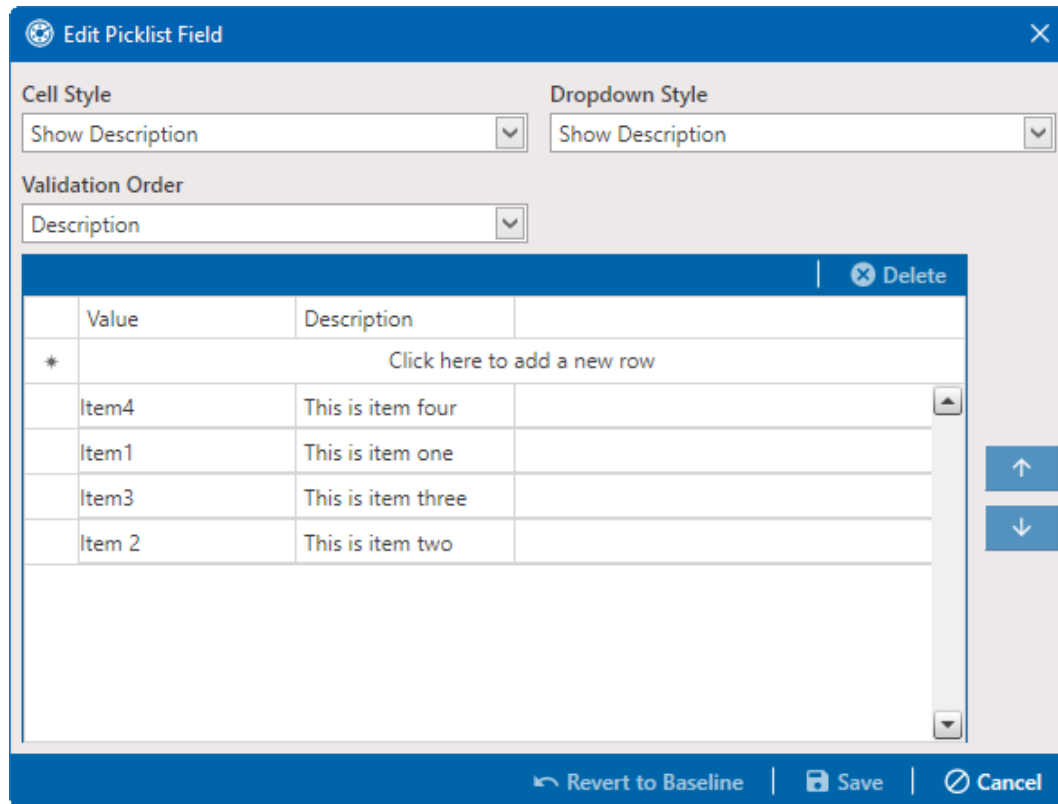 Edit Picklist Field
Cell Style Dropdown Style
Show Description Show Description
Validation Order
Description
Delete
Value Description
Click here to add a new row
Item4 This is item four
Item1 This is item one
Item3 This is item three
Item 2 This is item two
Revert to Baseline Save Cancel